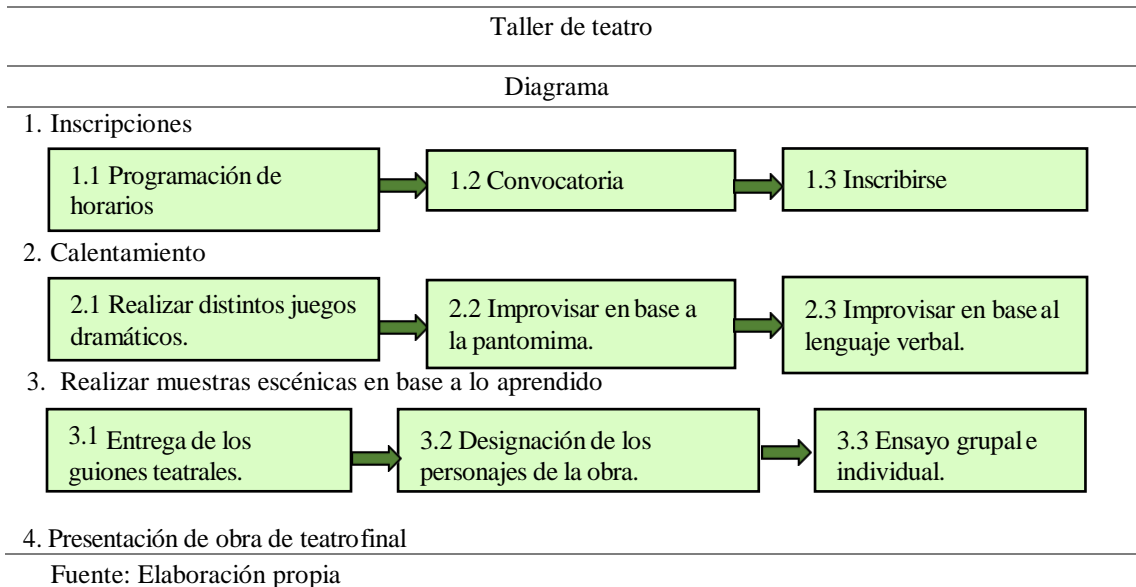 Taller de teatro
Diagrama
1. Inscripciones
1.1 Programación de
horarios
1.2 Convocatoria
1.3 Inscribirse
2. Calentamiento
2.1 Realizar distintos juegos
dramáticos.
2.2 Improvisar en base a
la pantomima.
2.3 Improvisar en base al
lenguaje verbal.
3. Realizar muestras escénicas en base a lo aprendido
3.1 Entrega de los
guiones teatrales.
3.2 Designación de los
personajes de la obra.
3.3 Ensayo grupal e
individual.
4. Presentación de obra de teatro final
Fuente: Elaboración propia